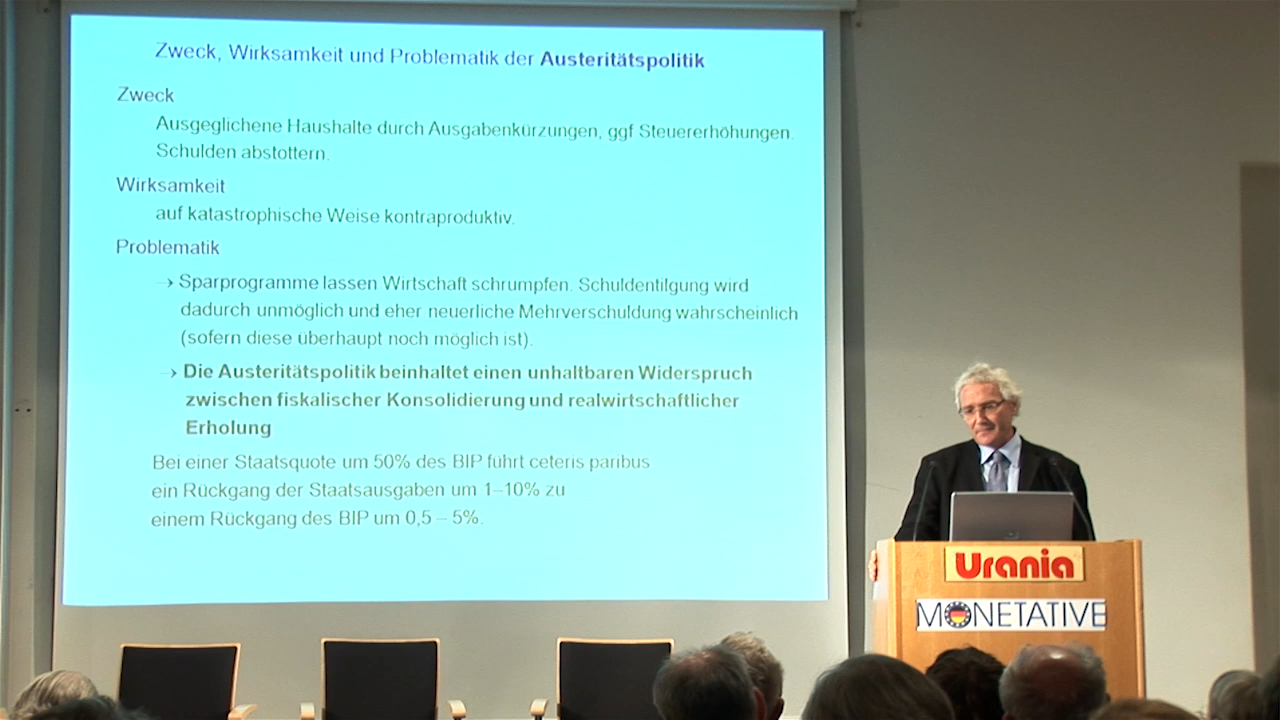 Zweck, Wirksamkeit und Problematik der Austeritätspolitik
Zweck
Ausgeglichene Haushalte durch Ausgabenkürzungen, ggf Steuererhöhungen.
Schulden abstottern.
Wirksamkeit
auf katastrophische Weise kontraproduktiv.
Problematik
→ Sparprogramme lassen Wirtschaft schrumpfen. Schuldentilgung wird
dadurch unmöglich und eher neuerliche Mehrverschuldung wahrscheinlich
(sofern diese überhaupt noch möglich ist).
→ Die Austeritätspolitik beinhaltet einen unhaltbaren Widerspruch
zwischen fiskalischer Konsolidierung und realwirtschaftlicher
Erholung
Bei einer Staatsquote um 50% des BIP führt ceteris paribus
ein Rückgang der Staatsausgaben um 1–10% zu
einem Rückgang des BIP um 0,5 – 5%.
Urania
MONETATIVE